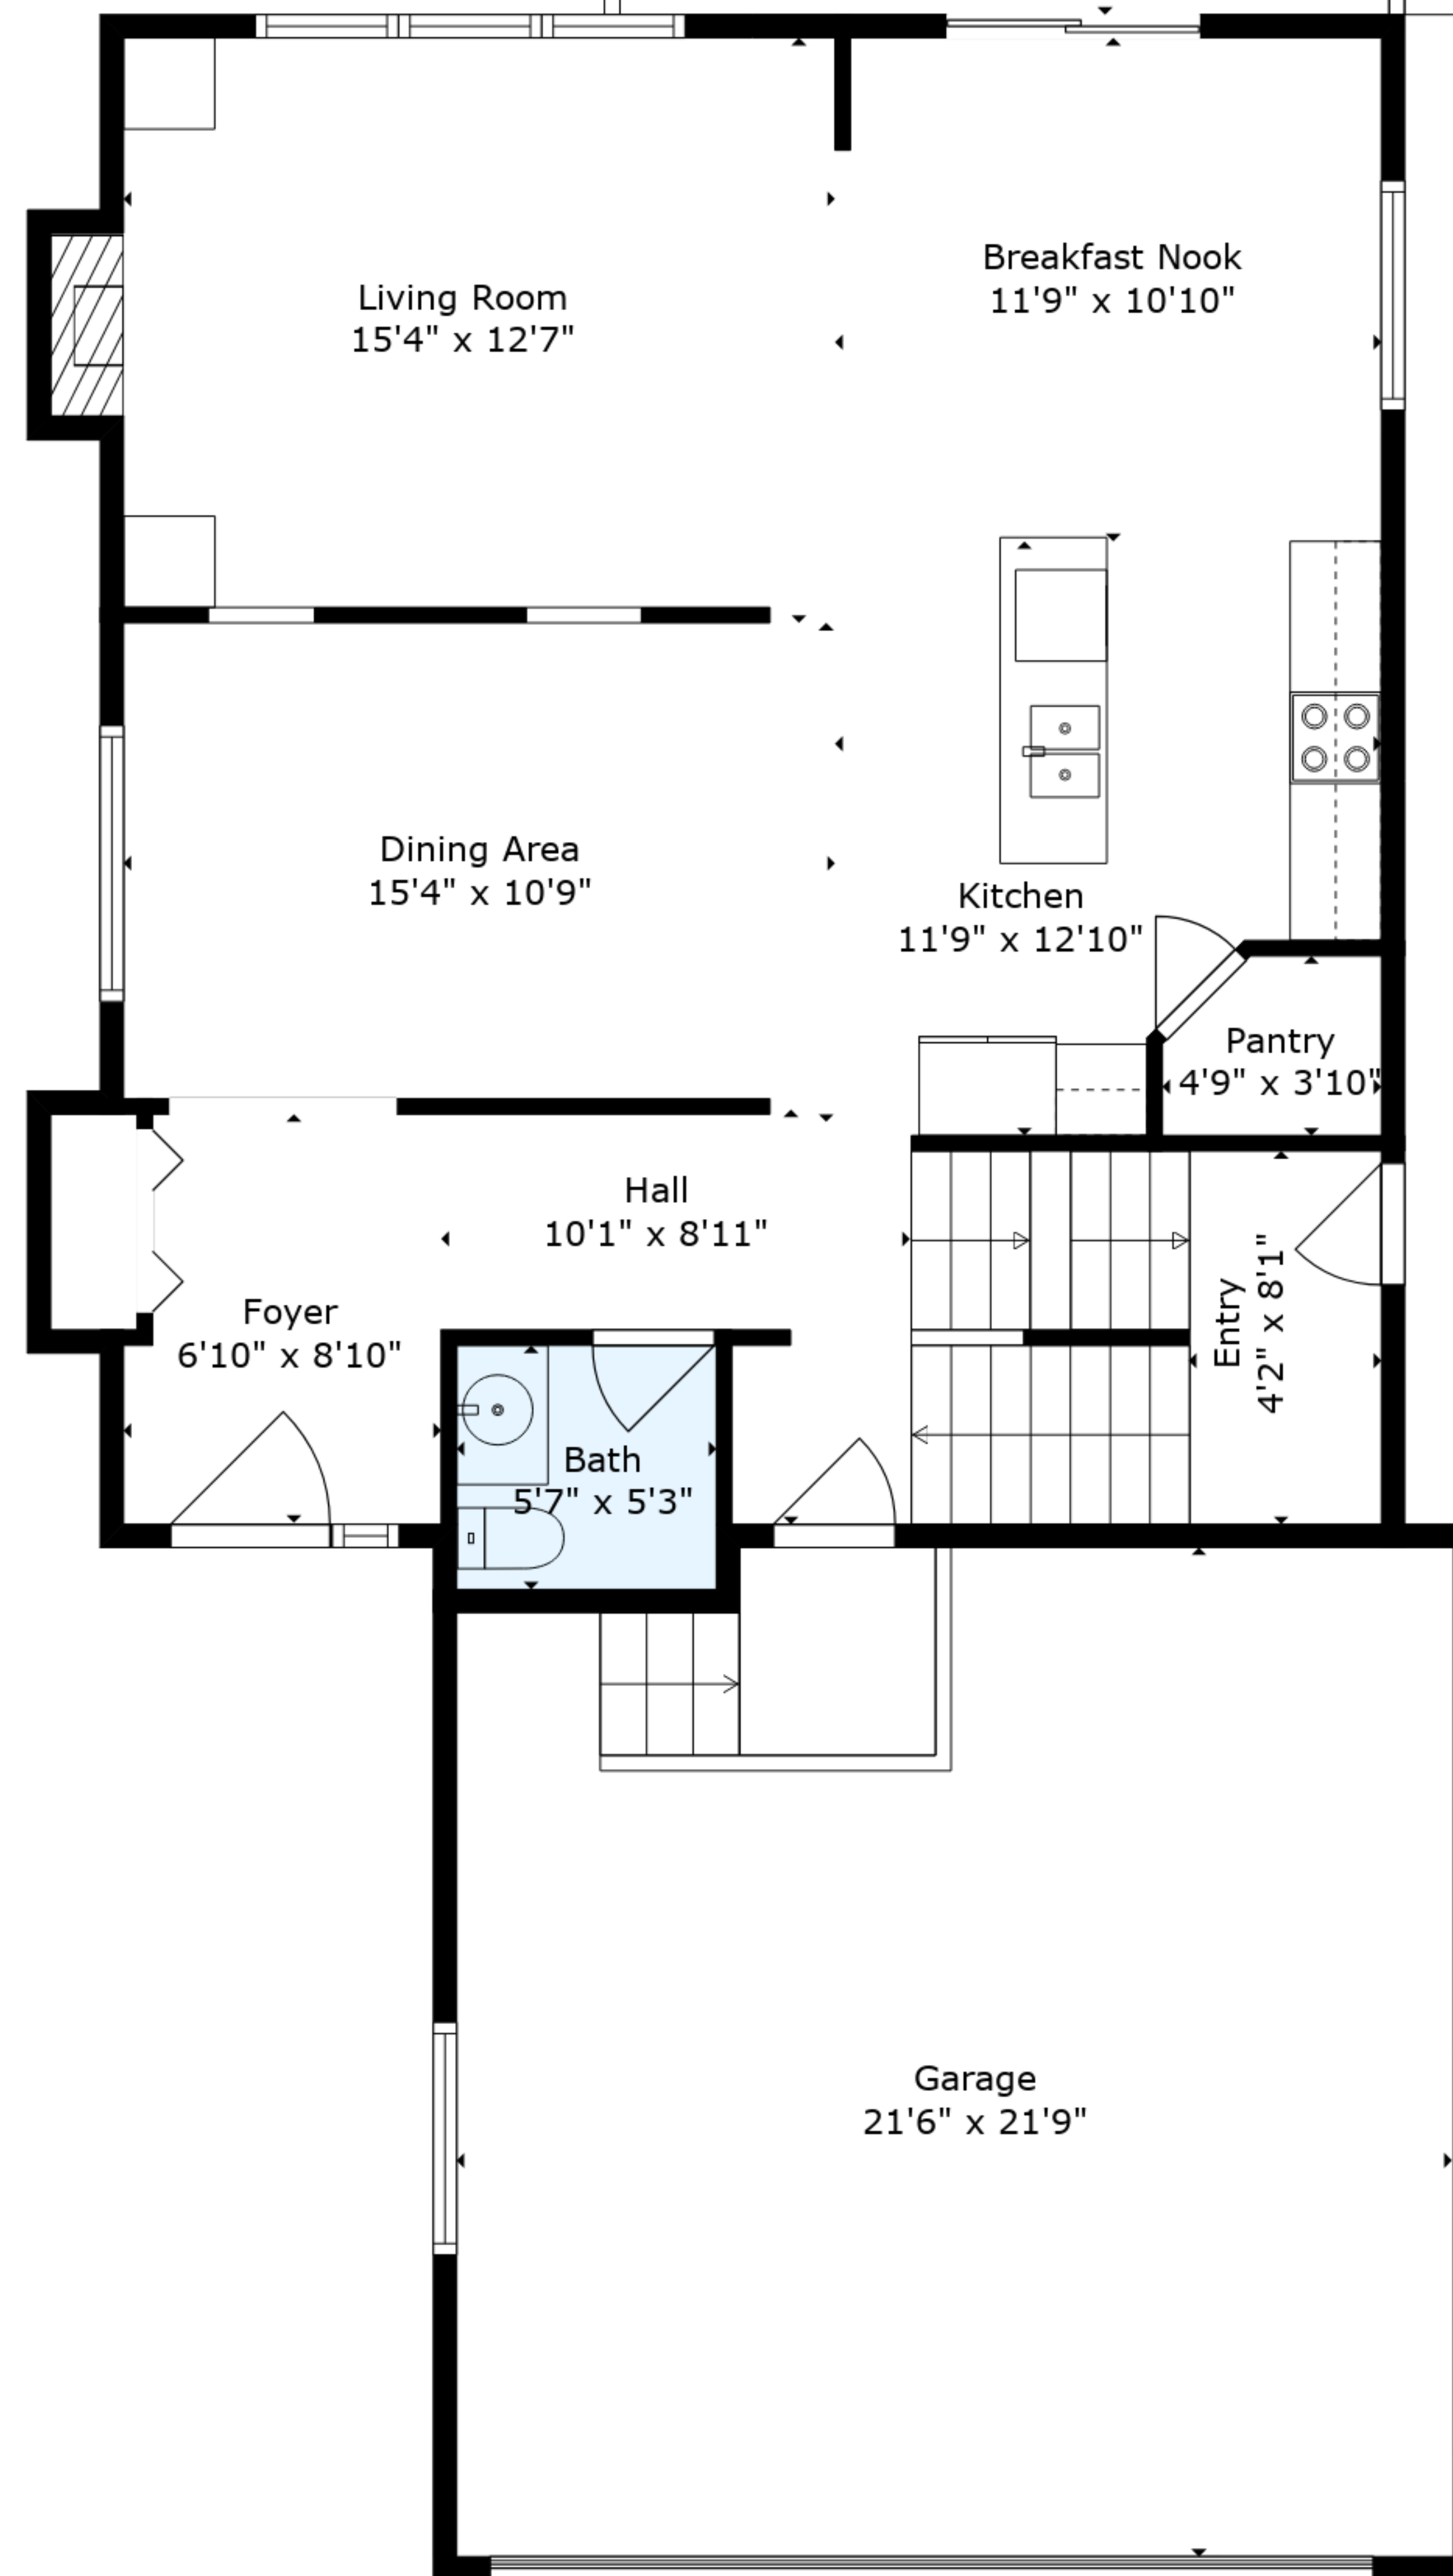 Breakfast Nook
11'9" x 10'10"
Living Room
15'4" x 12'7"
Dining Area
15'4" x 10'9"
Kitchen
11'9" x 12'10"
Pantry
4'9" x 3'10"
Hall
10'1" x 8'11"
Foyer
6'10" x 8'10"
Entry
4'2" x 8'1"
Bath
5'7" x 5'3"
Garage
21'6" x 21'9"